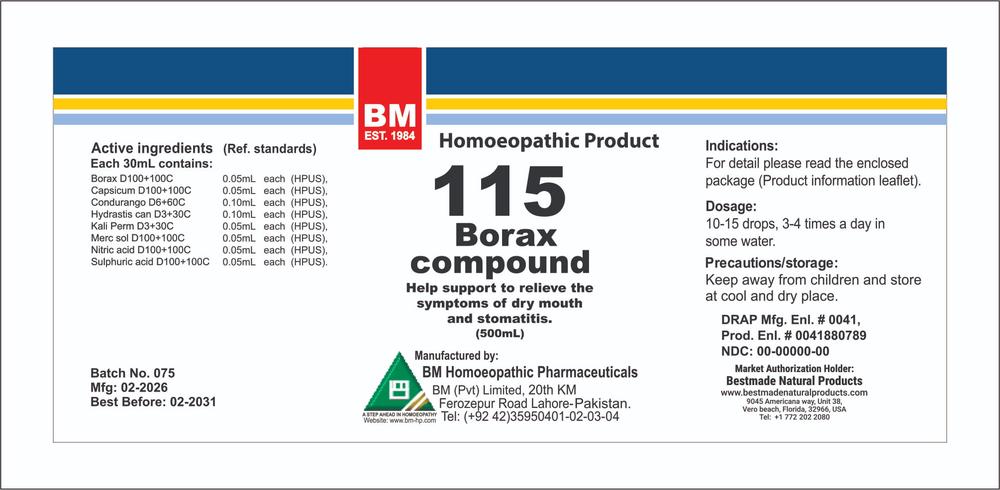 BM
EST. 1984
Active ingredients (Ref. standards)
Each 30mL contains:
Borax D100+100C 0.05mL each (HPUS),
Capsicum D100+100C 0.05mL each (HPUS),
Condurango D6+60C 0.10mL each (HPUS),
Hydrastis can D3+30C 0.10mL each (HPUS),
Kali Perm D3+30C 0.05mL each (HPUS),
Merc sol D100+100C 0.05mL each (HPUS),
Nitric acid D100+100C 0.05mL each (HPUS),
Sulphuric acid D100+100C 0.05mL each (HPUS).
Batch No. 075
Mfg: 02-2026
Best Before: 02-2031
Homoeopathic Product
115
Borax
compound
Help support to relieve the
symptoms of dry mouth
and stomatitis.
(500mL)
Manufactured by:
BM Homoeopathic Pharmaceuticals
BM (Pvt) Limited, 20th KM
Ferozepur Road Lahore-Pakistan.
Tel: (+92 42)35950401-02-03-04
A STEP AHEAD IN HOMOEOPATHY
Website: www.bm-hp.com
Indications:
For detail please read the enclosed
package (Product information leaflet).
Dosage:
10-15 drops, 3-4 times a day in
some water.
Precautions/storage:
Keep away from children and store
at cool and dry place.
DRAP Mfg. Enl. # 0041,
Prod. Enl. # 0041880789
NDC: 00-00000-00
Market Authorization Holder:
Bestmade Natural Products
www.bestmadenaturalproducts.com
9045 Americana way, Unit 38,
Vero beach, Florida, 32966, USA
Tel: +1 772 202 2080